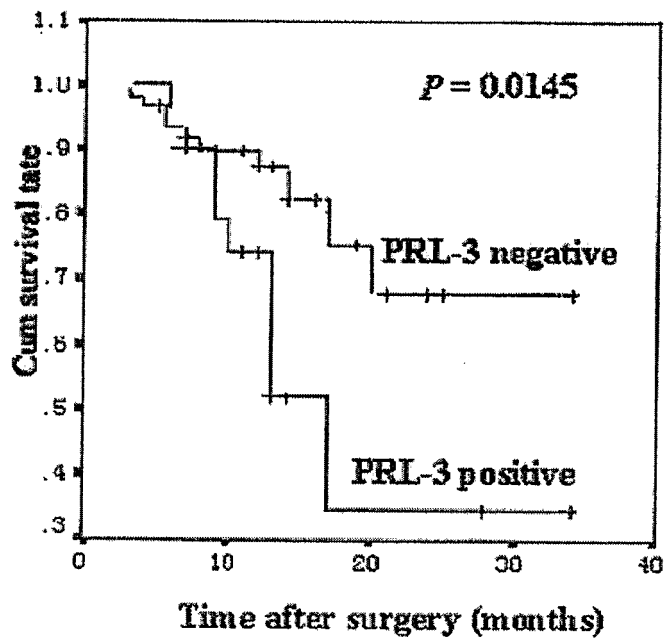 1.1
1.0
P = 0.0145
.9
.8
PRL-3 negative
.7
.6
.5
PRL-3 positive
.4
.3
Cum survival tate
0 10 20 30 40
Time after surgery (months)